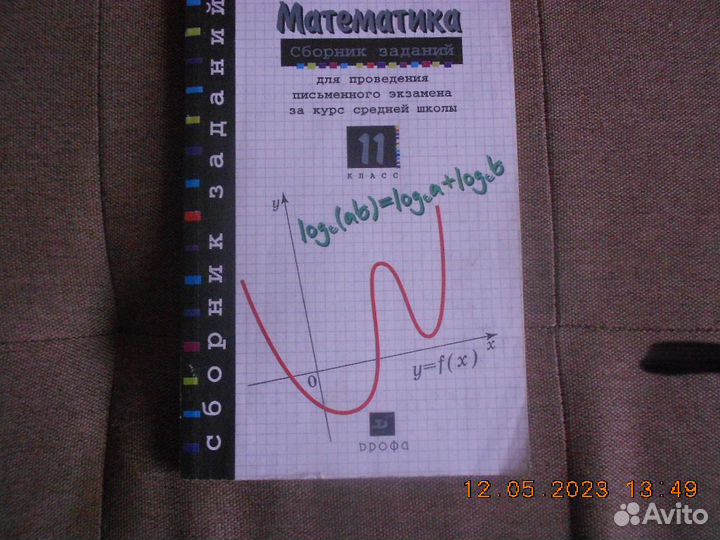 сборник заданий
Математика
Сборник заданий
для проведения
письменного экзамена
за курс средней школы
11
КЛАСС
logc(ab)=logca+logcb
y
x
0
y=f(x)
дрофа
12.05.2023 13:49
Avito